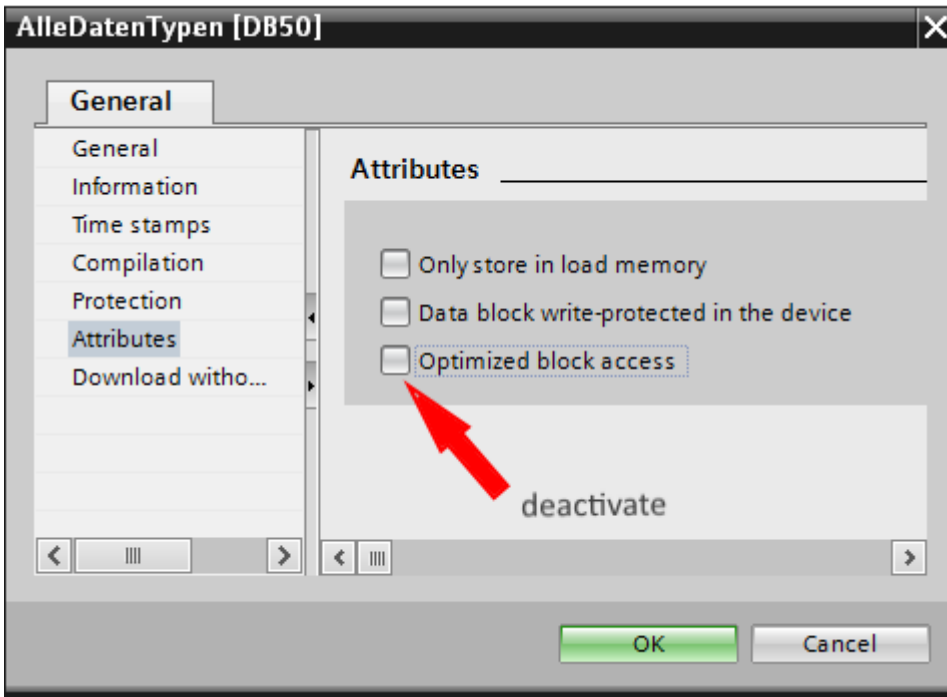 AlleDatenTypen [DB50]
General
General
Information
Time stamps
Compilation
Protection
Attributes
Download witho...
Attributes
Only store in load memory
Data block write-protected in the device
Optimized block access
deactivate
OK
Cancel